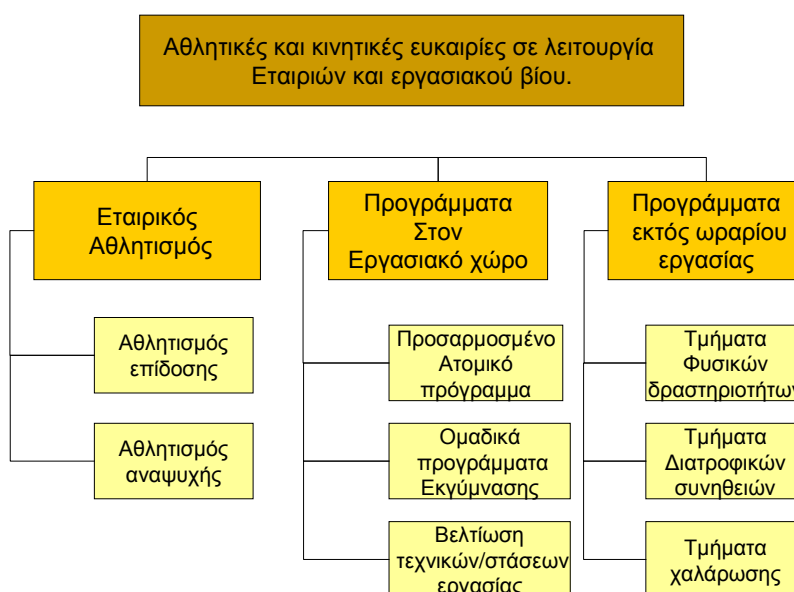 Αθλητικές και κινητικές ευκαιρίες σε λειτουργία
Εταιριών και εργασιακού βίου.
Εταιρικός
Αθλητισμός
Αθλητισμός
επίδοσης
Αθλητισμός
αναψυχής
Προγράμματα
Στον
Εργασιακό χώρο
Προσαρμοσμένο
Ατομικό
πρόγραμμα
Ομαδικά
προγράμματα
Εκγύμνασης
Βελτίωση
τεχνικών/στάσεων
εργασίας
Προγράμματα
εκτός ωραρίου
εργασίας
Τμήματα
Φυσικών
δραστηριοτήτων
Τμήματα
Διατροφικών
συνηθειών
Τμήματα
χαλάρωσης